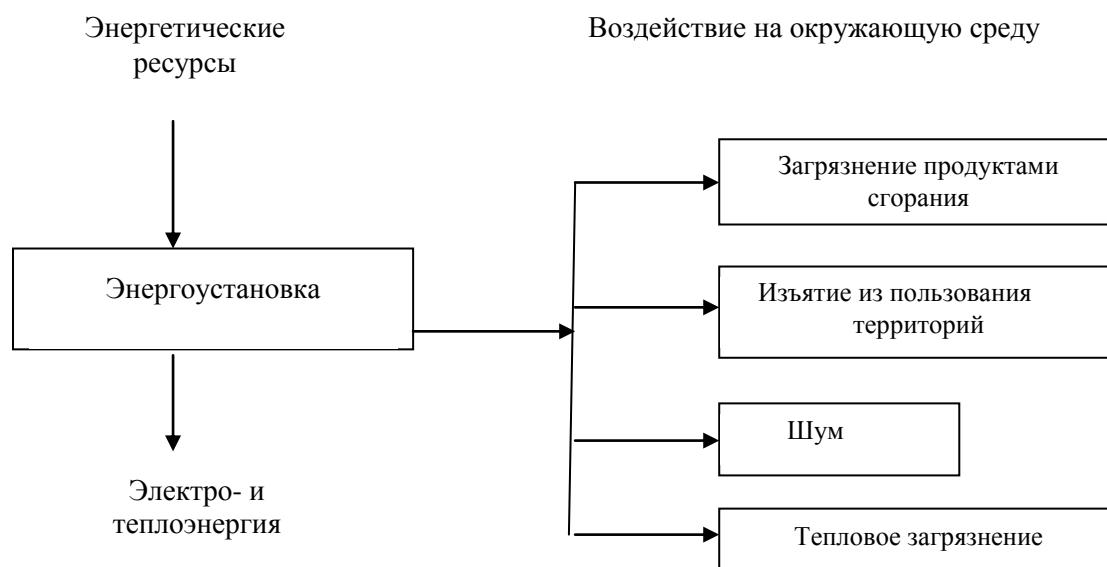 Энергетические
ресурсы
Воздействие на окружающую среду
Загрязнение продуктами
сгорания
Энергоустановка
Изъятие из пользования
территорий
Шум
Электро- и
теплоэнергия
Тепловое загрязнение